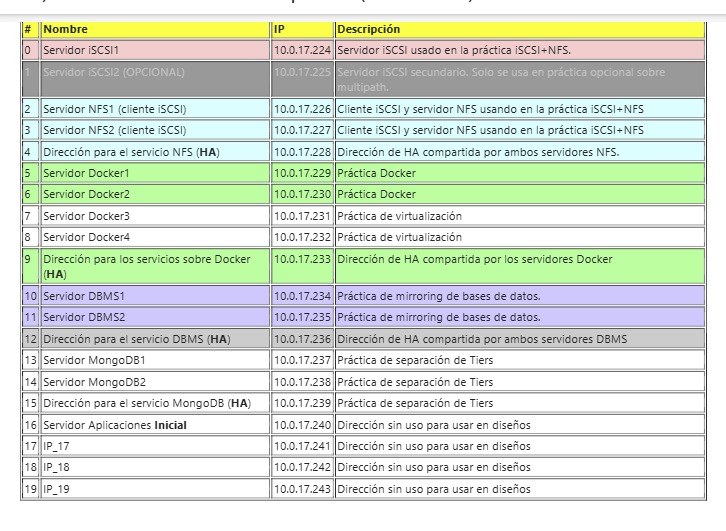 # Nombre IP Descripción
0 Servidor iSCSI1 10.0.17.224 Servidor iSCSI usado en la práctica iSCSI+NFS.
1 Servidor iSCSI2 (OPCIONAL) 10.0.17.225 Servidor iSCSI secundario. Solo se usa en práctica opcional sobre
multipath.
2 Servidor NFS1 (cliente iSCSI) 10.0.17.226 Cliente iSCSI y servidor NFS usando en la práctica iSCSI+NFS
3 Servidor NFS2 (cliente iSCSI) 10.0.17.227 Cliente iSCSI y servidor NFS usando en la práctica iSCSI+NFS
4 Dirección para el servicio NFS (HA) 10.0.17.228 Dirección de HA compartida por ambos servidores NFS.
5 Servidor Docker1 10.0.17.229 Práctica Docker
6 Servidor Docker2 10.0.17.230 Práctica Docker
7 Servidor Docker3 10.0.17.231 Práctica de virtualización
8 Servidor Docker4 10.0.17.232 Práctica de virtualización
9 Dirección para los servicios sobre Docker 10.0.17.233 Dirección de HA compartida por los servidores Docker
(HA)
10 Servidor DBMS1 10.0.17.234 Práctica de mirroring de bases de datos.
11 Servidor DBMS2 10.0.17.235 Práctica de mirroring de bases de datos.
12 Dirección para el servicio DBMS (HA) 10.0.17.236 Dirección de HA compartida por ambos servidores DBMS
13 Servidor MongoDB1 10.0.17.237 Práctica de separación de Tiers
14 Servidor MongoDB2 10.0.17.238 Práctica de separación de Tiers
15 Dirección para el servicio MongoDB (HA) 10.0.17.239 Práctica de separación de Tiers
16 Servidor Aplicaciones Inicial 10.0.17.240 Dirección sin uso para usar en diseños
17 IP_17 10.0.17.241 Dirección sin uso para usar en diseños
18 IP_18 10.0.17.242 Dirección sin uso para usar en diseños
19 IP_19 10.0.17.243 Dirección sin uso para usar en diseños